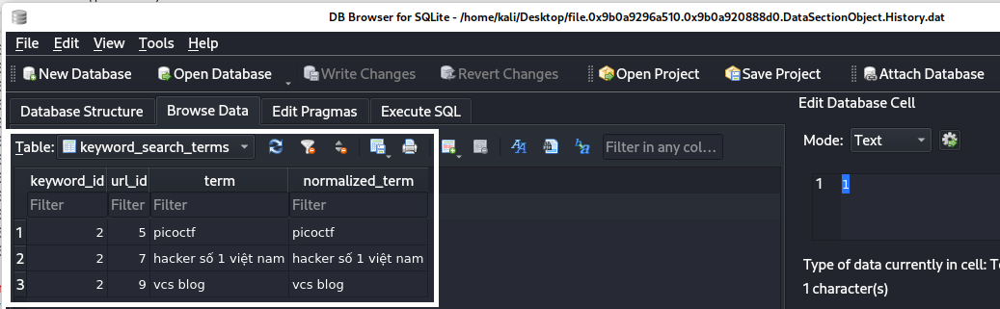 DB Browser for SQLite - /home/kali/Desktop/file.0x9b0a9296a510.0x9b0a920888d0.DataSectionObject.History.dat
File Edit View Tools Help
New Database Open Database Write Changes Revert Changes Open Project Save Project Attach Database
Database Structure Browse Data Edit Pragmas Execute SQL
Edit Database Cell
Table: keyword_search_terms Filter in any col...
Mode: Text
keyword_id url_id term normalized_term
Filter Filter Filter Filter
1 2 5 picoctf picoctf
2 2 7 hacker số 1 việt nam hacker số 1 việt nam
3 2 9 vcs blog vcs blog
1 1
Type of data currently in cell:
1 character(s)